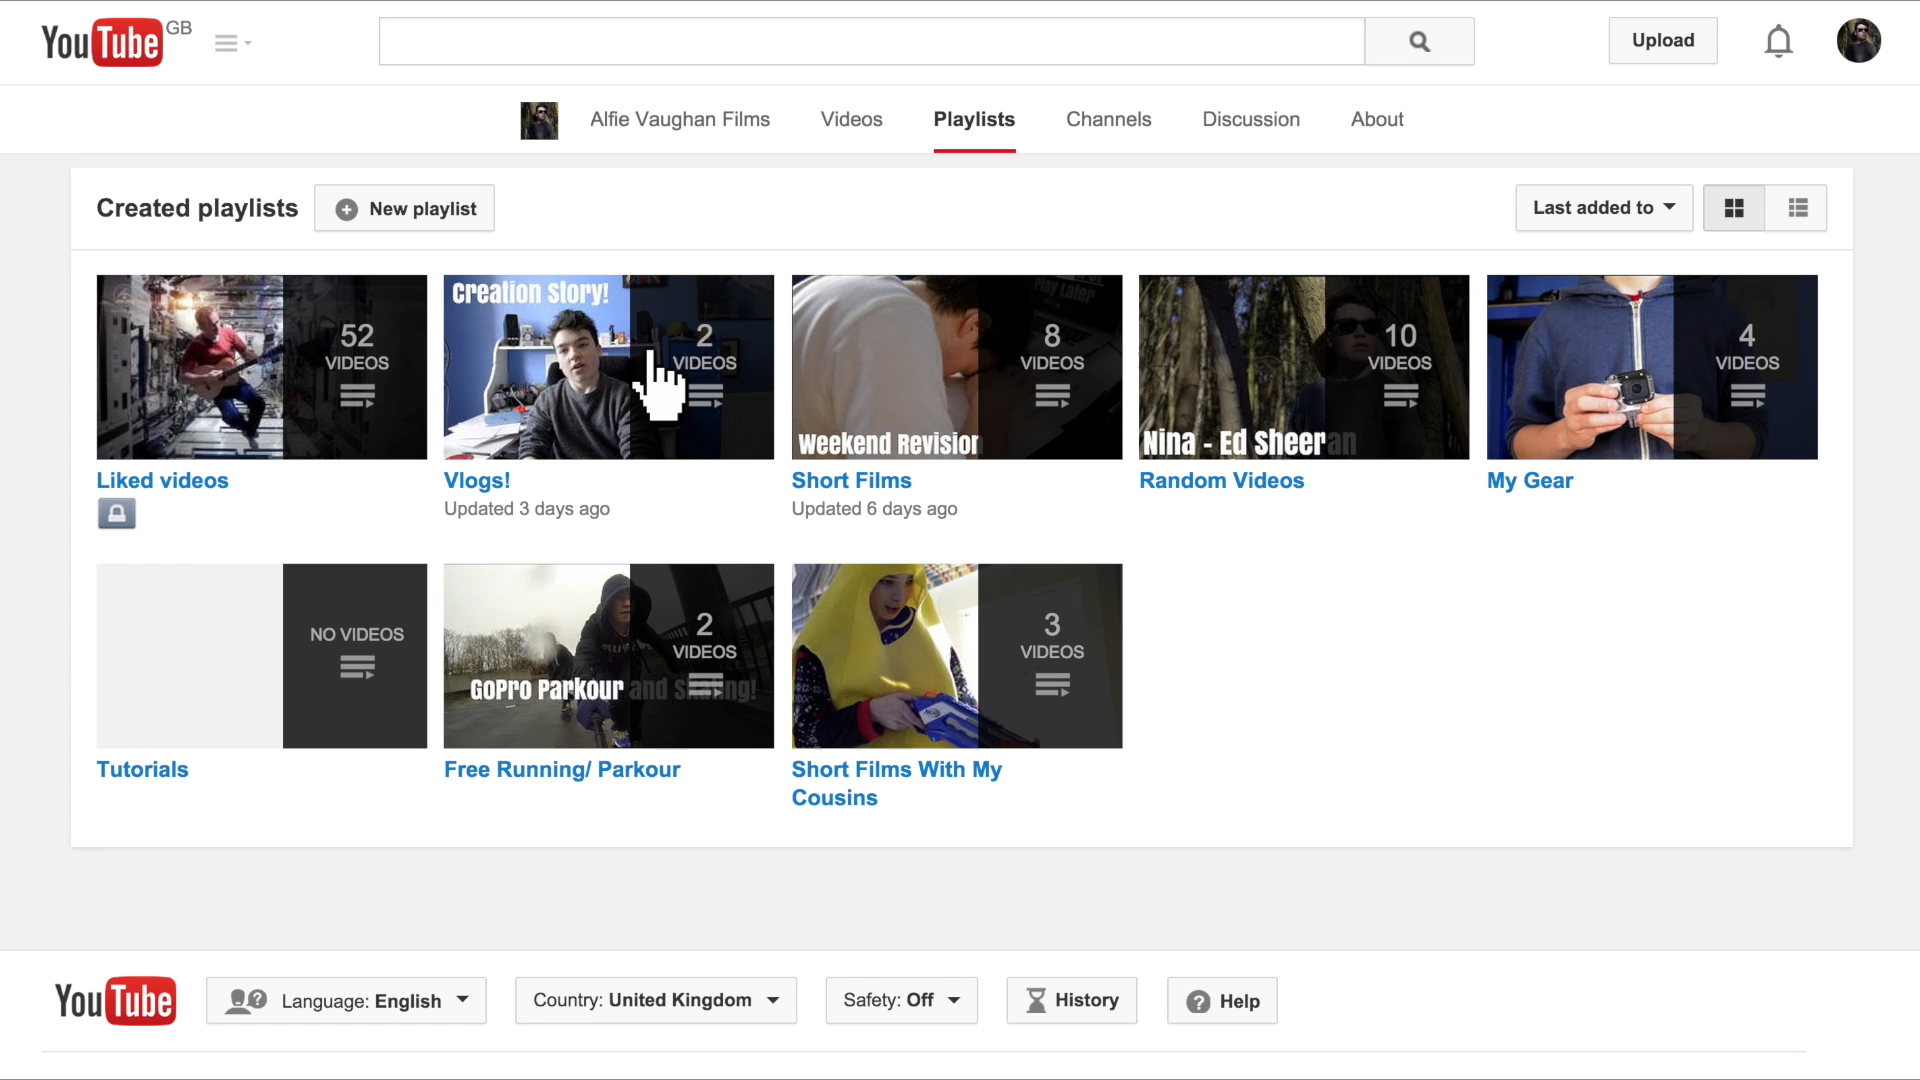 YouTube GB
Upload
Alfie Vaughan Films Videos Playlists Channels Discussion About
Created playlists New playlist Last added to
52 VIDEOS
Liked videos
Creation Story!
2 VIDEOS
Vlogs!
Updated 3 days ago
Play Later
Weekend Revision
8 VIDEOS
Short Films
Updated 6 days ago
Nina - Ed Sheeran
10 VIDEOS
Random Videos
4 VIDEOS
My Gear
NO VIDEOS
Tutorials
GoPro Parkour and Skating!
2 VIDEOS
Free Running/ Parkour
3 VIDEOS
Short Films With My
Cousins
YouTube Language: English Country: United Kingdom Safety: Off History Help